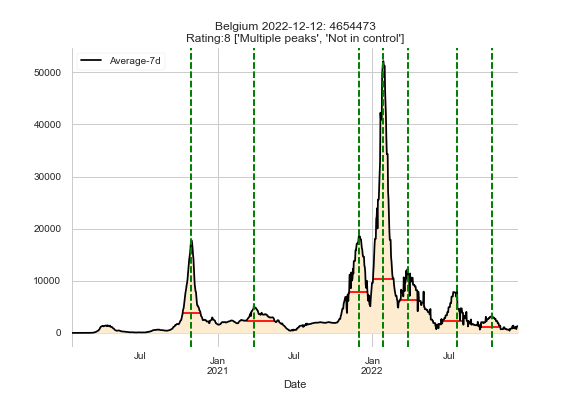 Belgium 2022-12-12: 4654473
Rating:8 ['Multiple peaks', 'Not in control']
Average-7d
50000
40000
30000
20000
10000
0
Jul
Jan
2021
Jul
Jan
2022
Jul
Date